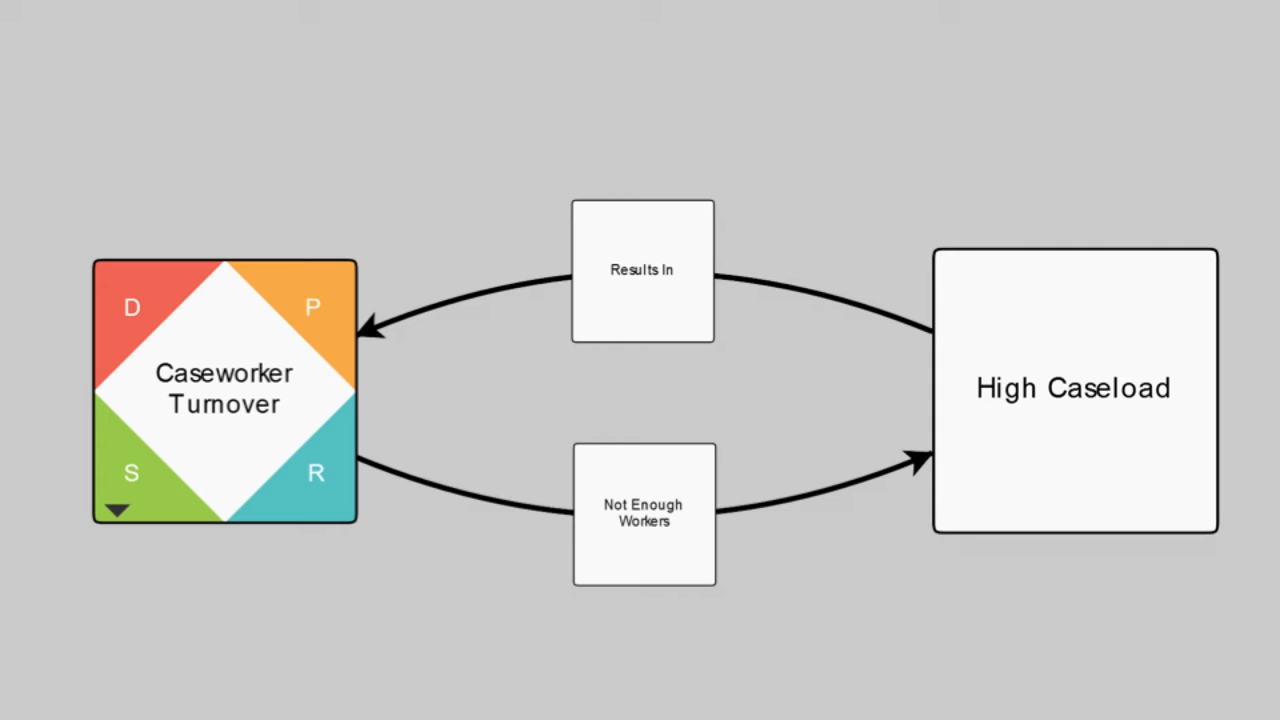 Results In
D
P
Caseworker
Turnover
High Caseload
S
R
Not Enough
Workers